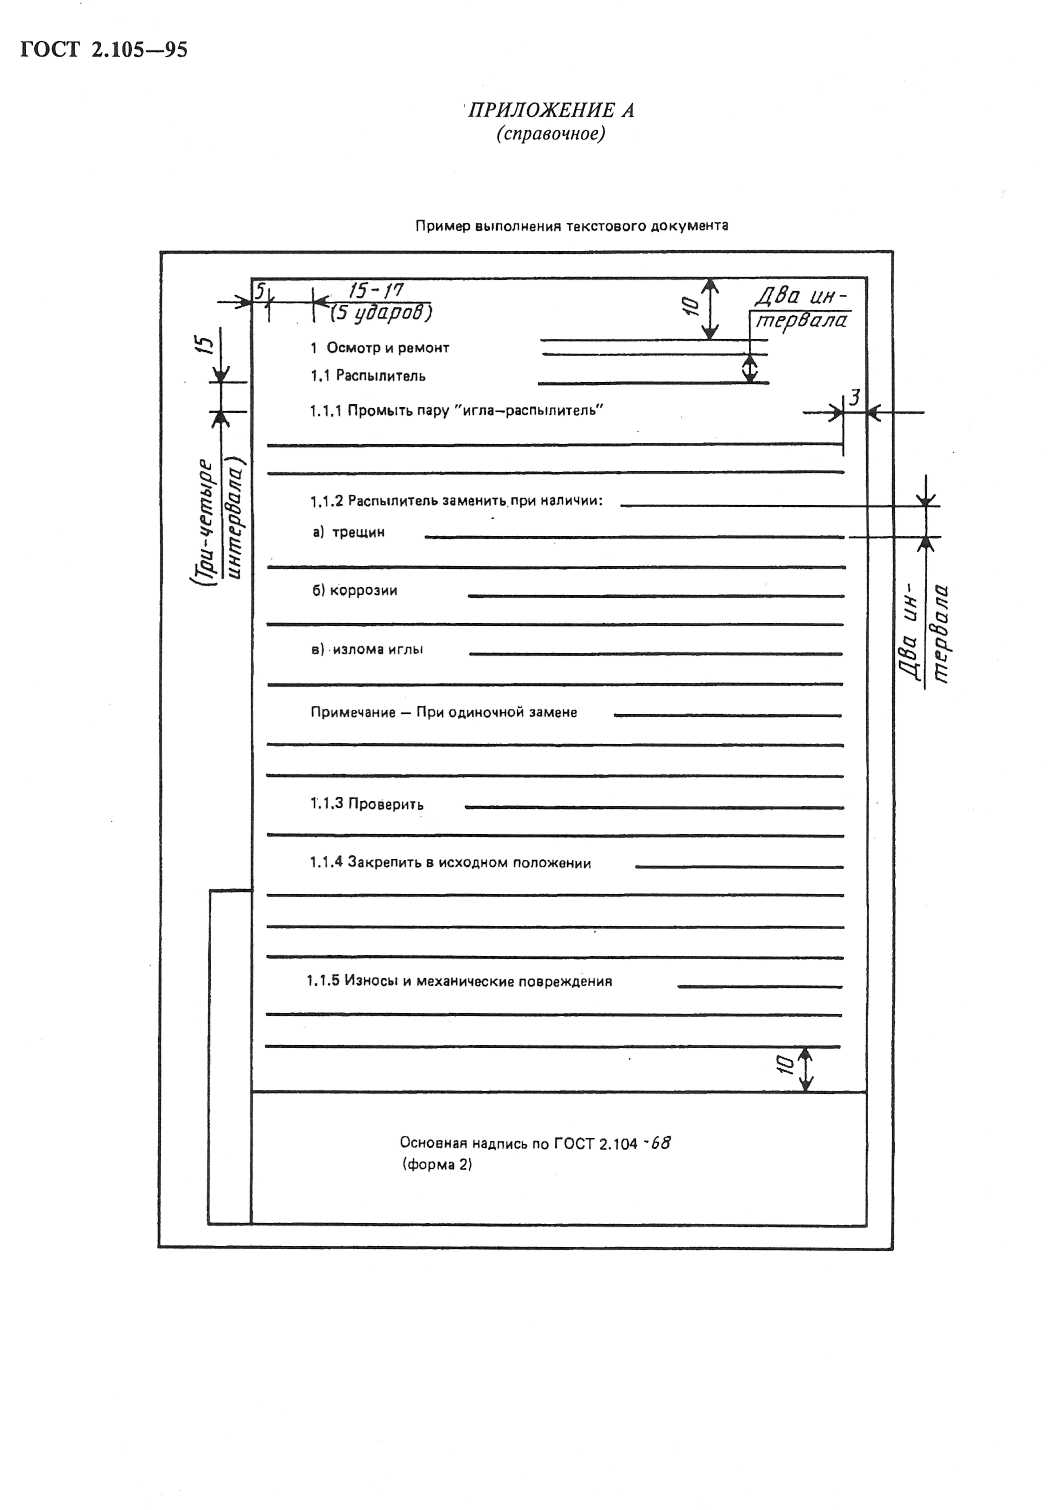 ГОСТ 2.105—95
ПРИЛОЖЕНИЕ А
(справочное)
Пример выполнения текстового документа
5
15-17
(5 ударов)
10
Два ин-
тервала
15
(Три-четыре
интервала)
1 Осмотр и ремонт
1.1 Распылитель
1.1.1 Промыть пару "игла—распылитель"
3
1.1.2 Распылитель заменить при наличии:
а) трещин
б) коррозии
Два ин-
тервала
в) излома иглы
Примечание — При одиночной замене
1.1.3 Проверить
1.1.4 Закрепить в исходном положении
1.1.5 Износы и механические повреждения
10
Основная надпись по ГОСТ 2.104 -68
(форма 2)